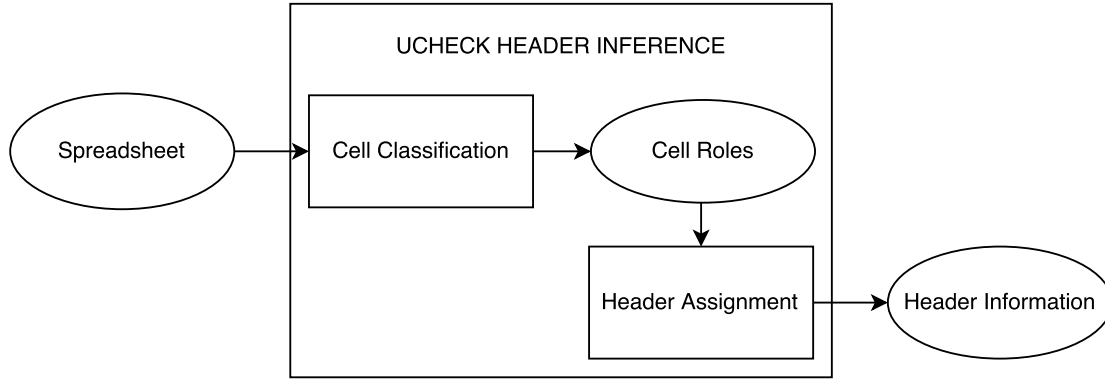 UCHECK HEADER INFERENCE
Spreadsheet
Cell Classification
Cell Roles
Header Assignment
Header Information